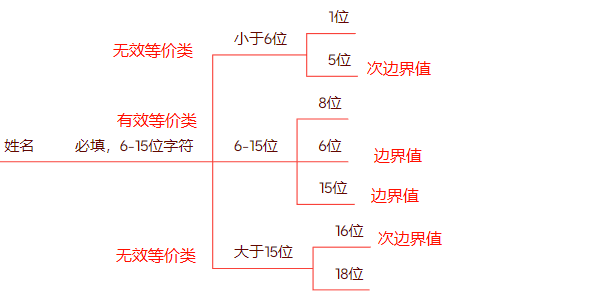 1位
小于6位
无效等价类
5位
次边界值
8位
有效等价类
姓名
必填，6-15位字符
6-15位
6位
边界值
15位
边界值
16位
次边界值
大于15位
无效等价类
18位